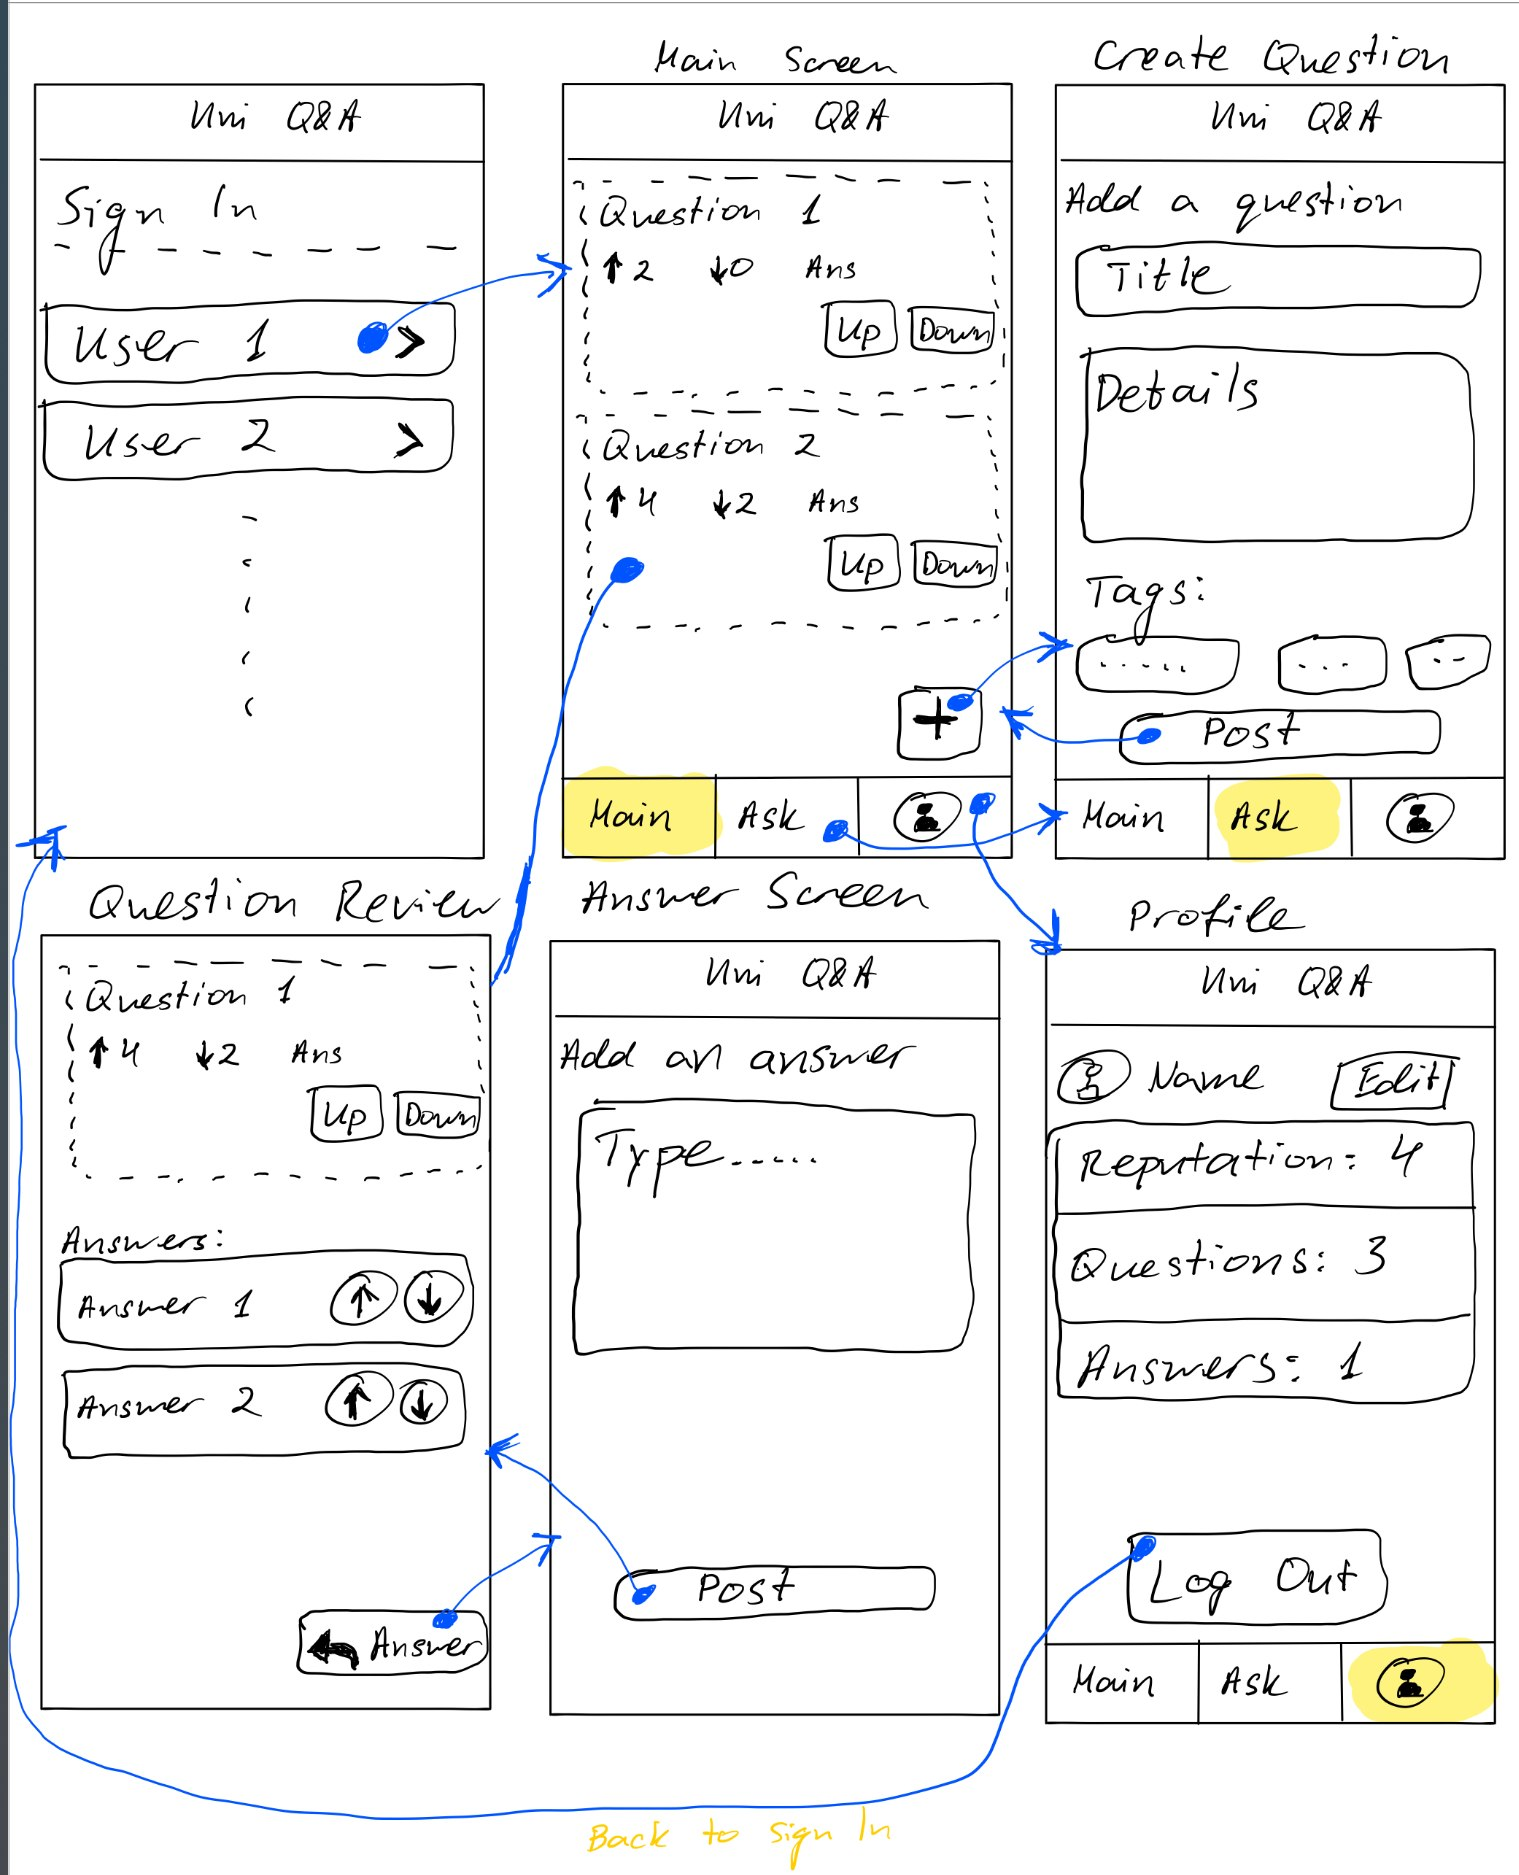 Uni Q&A
Sign In
User 1 >
User 2 >
Main Screen
Uni Q&A
Question 1
↑2 ↓0 Ans
Up Down
Question 2
↑4 ↓2 Ans
Up Down
+
Main Ask
Create Question
Uni Q&A
Add a question
Title
Details
Tags:
..... ... --
Post
Main Ask
Question Review
Question 1
↑4 ↓2 Ans
Up Down
Answers:
Answer 1 ↑ ↓
Answer 2 ↑ ↓
Answer
Answer Screen
Uni Q&A
Add an answer
Type.....
Post
Profile
Uni Q&A
Name Edit
Reputation: 4
Questions: 3
Answers: 1
Log Out
Main Ask
Back to sign In